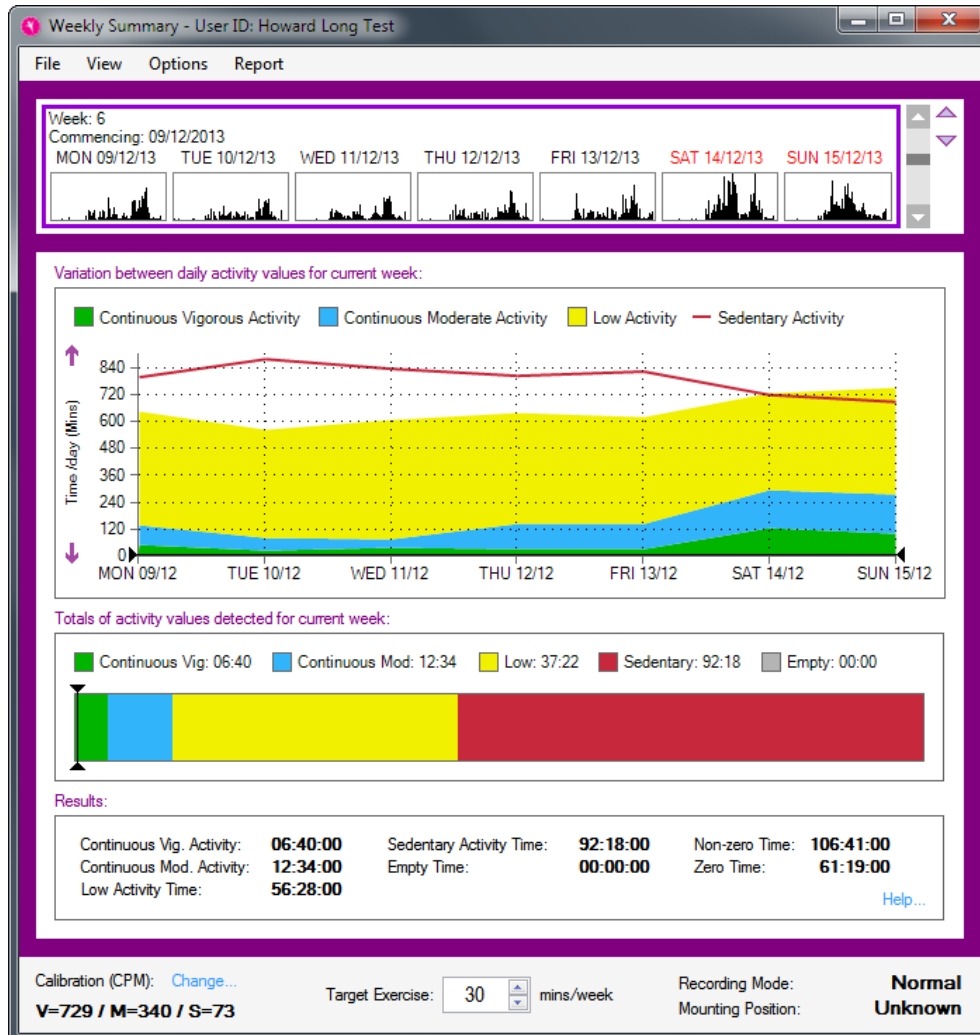 Weekly Summary - User ID: Howard Long Test
File View Options Report
Week: 6
Commencing: 09/12/2013
MON 09/12/13 TUE 10/12/13 WED 11/12/13 THU 12/12/13 FRI 13/12/13 SAT 14/12/13 SUN 15/12/13
Variation between daily activity values for current week:
Continuous Vigorous Activity Continuous Moderate Activity Low Activity Sedentary Activity
Time /day (Mins)
840
720
600
480
360
240
120
0
MON 09/12 TUE 10/12 WED 11/12 THU 12/12 FRI 13/12 SAT 14/12 SUN 15/12
Totals of activity values detected for current week:
Continuous Vig: 06:40 Continuous Mod: 12:34 Low: 37:22 Sedentary: 92:18 Empty: 00:00
Results:
Continuous Vig. Activity: 06:40:00 Sedentary Activity Time: 92:18:00 Non-zero Time: 106:41:00
Continuous Mod. Activity: 12:34:00 Empty Time: 00:00:00 Zero Time: 61:19:00
Low Activity Time: 56:28:00
Help...
Calibration (CPM): Change... 
V=729 / M=340 / S=73
Target Exercise: 30 mins/week
Recording Mode: Normal
Mounting Position: Unknown